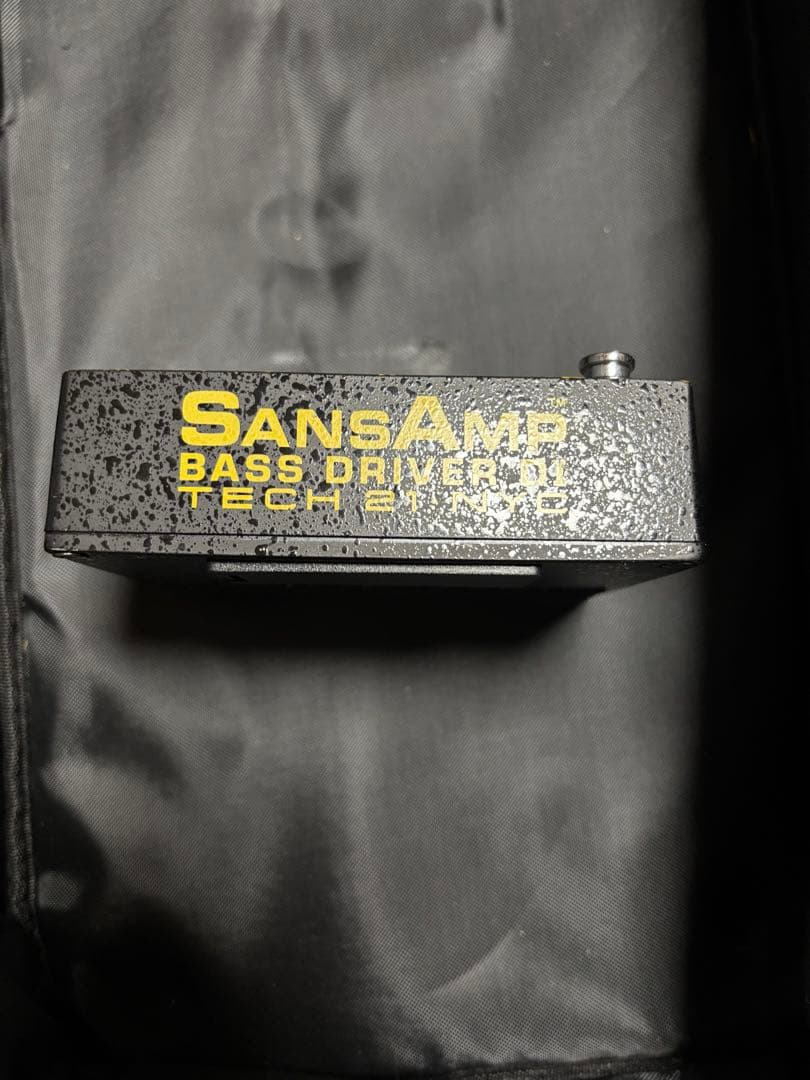 SANSAMP™
BASS DRIVER DI
TECH 21 NYC